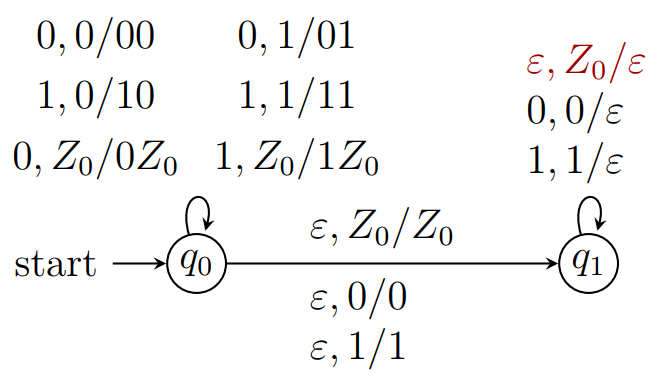 0, 0/00 0, 1/01
1, 0/10 1, 1/11
0, Z₀/0Z₀ 1, Z₀/1Z₀
ε, Z₀/ε
0, 0/ε
1, 1/ε
ε, Z₀/Z₀
start q₀ q₁
ε, 0/0
ε, 1/1